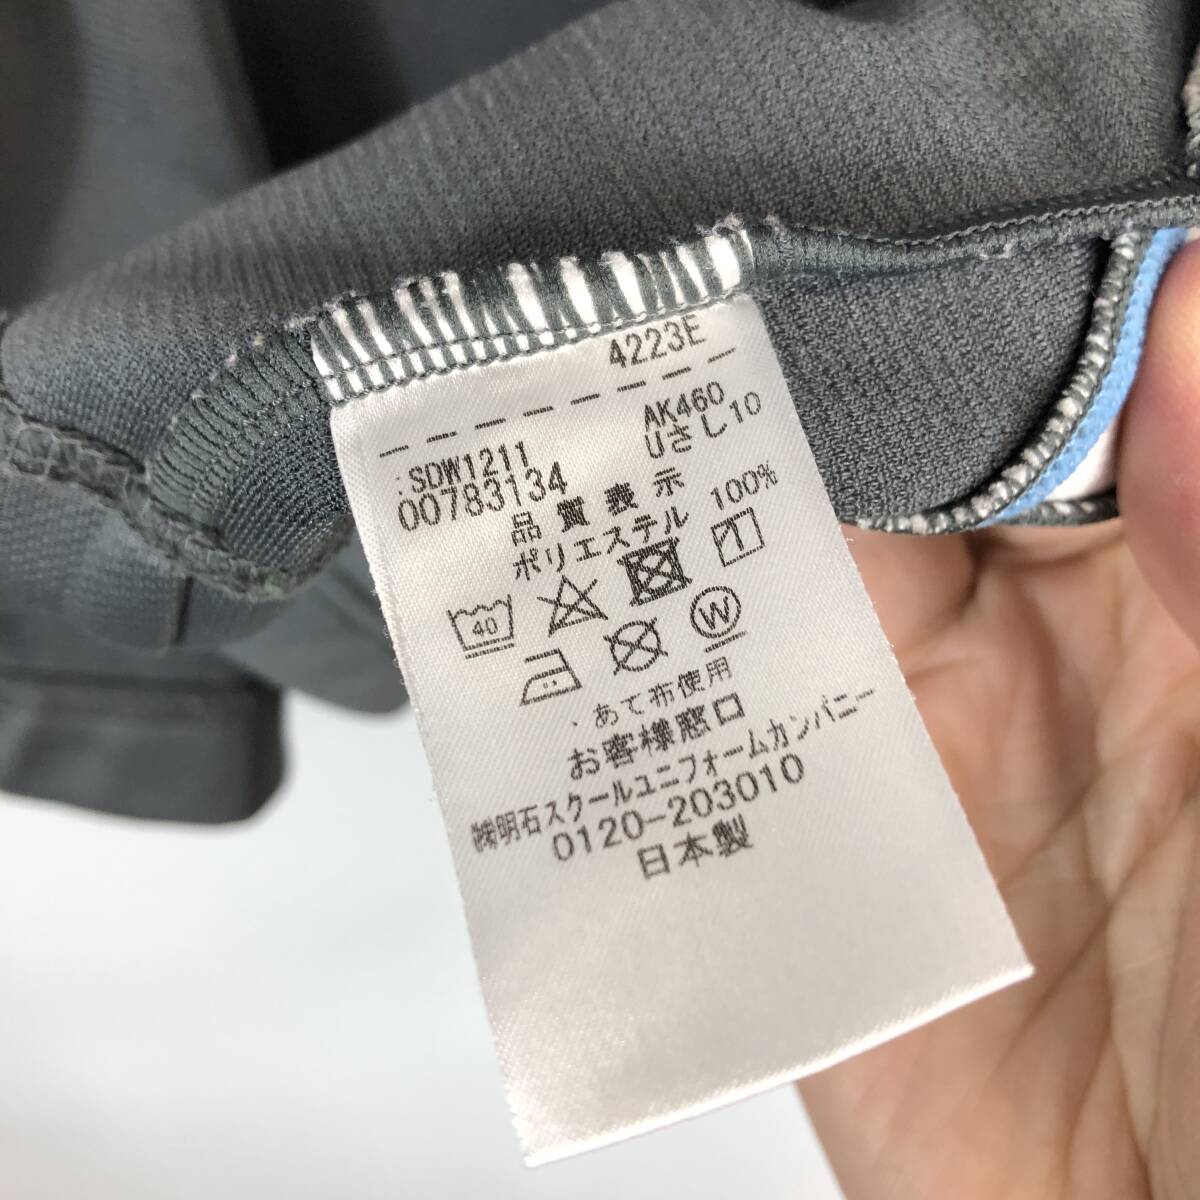 4223E
:SDW1211 AK460
00783134 Uさし10
品質表示
ポリエステル 100%
40
W
:あて布使用
お客様窓口
㈱明石スクールユニフォームカンパニー
0120-203010
日本製